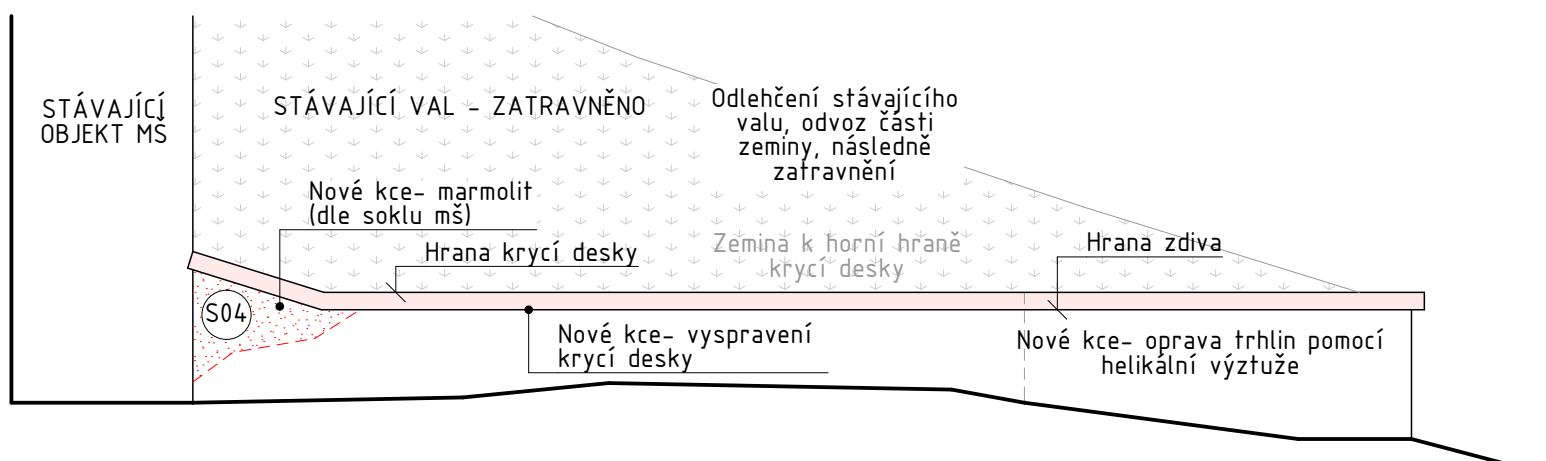 STÁVAJÍCÍ
OBJEKT MŠ
STÁVAJÍCÍ VAL - ZATRAVNĚNO
Odlehčení stávajícího
valu, odvoz části
zeminy, následně
zatravnění
Nové kce- marmolit
(dle soklu mš)
Hrana krycí desky
Zemina k horní hraně
krycí desky
Hrana zdiva
S04
Nové kce- vyspravení
krycí desky
Nové kce- oprava trhlin pomocí
helikální výztuže